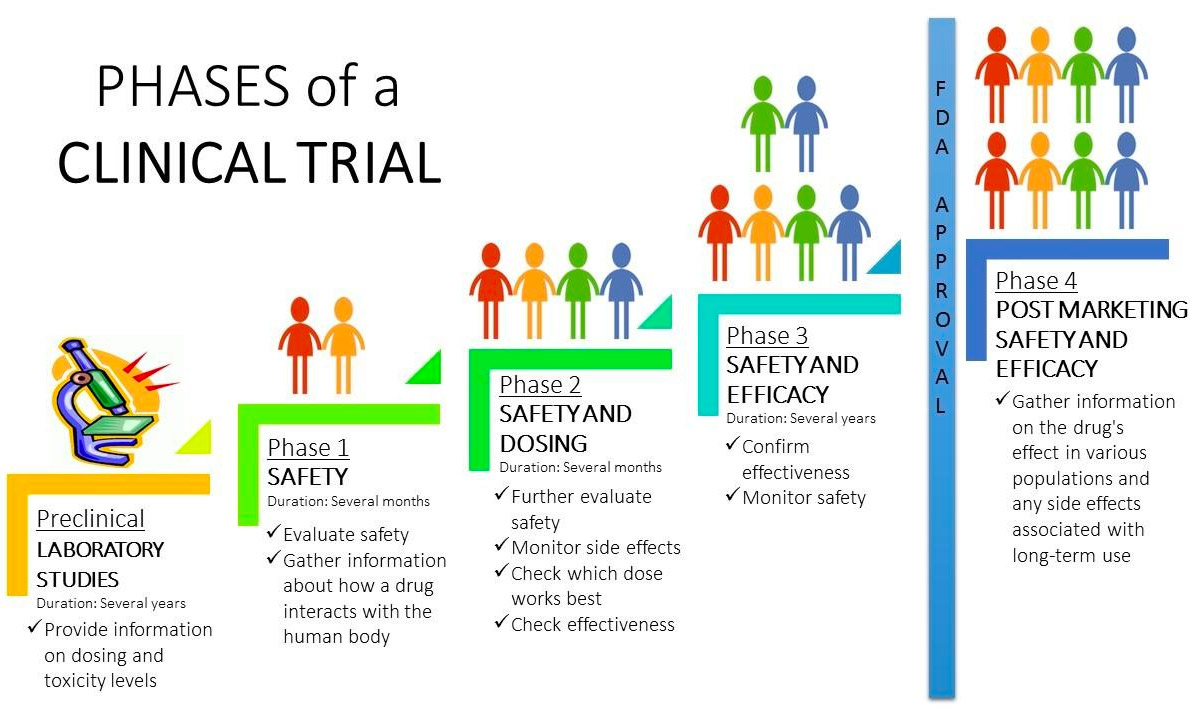 PHASES of a
CLINICAL TRIAL
Preclinical
LABORATORY
STUDIES
Duration: Several years
✓Provide information
on dosing and
toxicity levels
Phase 1
SAFETY
Duration: Several months
✓Evaluate safety
✓Gather information
about how a drug
interacts with the
human body
Phase 2
SAFETY AND
DOSING
Duration: Several months
✓Further evaluate
safety
✓Monitor side effects
✓Check which dose
works best
✓Check effectiveness
Phase 3
SAFETY AND
EFFICACY
Duration: Several years
✓Confirm
effectiveness
✓Monitor safety
FDA APPROVAL
Phase 4
POST MARKETING
SAFETY AND
EFFICACY
✓Gather information
on the drug's
effect in various
populations and
any side effects
associated with
long-term use